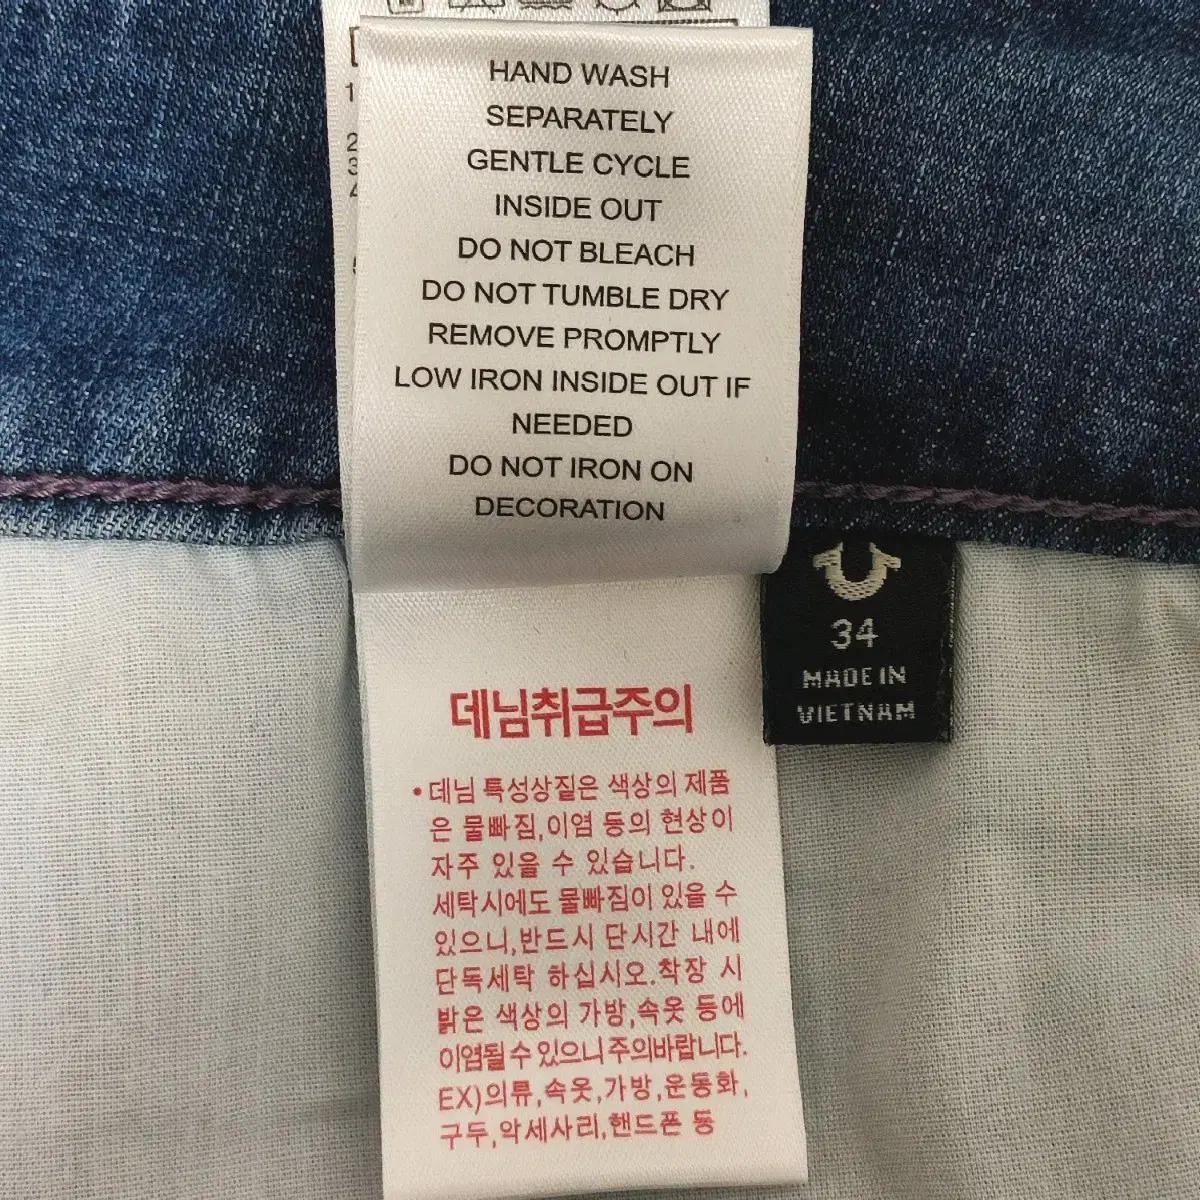 1
2
3
4
5
HAND WASH
SEPARATELY
GENTLE CYCLE
INSIDE OUT
DO NOT BLEACH
DO NOT TUMBLE DRY
REMOVE PROMPTLY
LOW IRON INSIDE OUT IF
NEEDED
DO NOT IRON ON
DECORATION
34
MADE IN
VIETNAM
데님취급주의
• 데님 특성상짙은 색상의 제품
은 물빠짐,이염 등의 현상이
자주 있을 수 있습니다.
세탁시에도 물빠짐이 있을 수
있으니,반드시 단시간 내에
단독세탁 하십시오.착장 시
밝은 색상의 가방,속옷 등에
이염될 수 있으니 주의바랍니다.
EX)의류,속옷,가방,운동화,
구두,악세사리,핸드폰 등